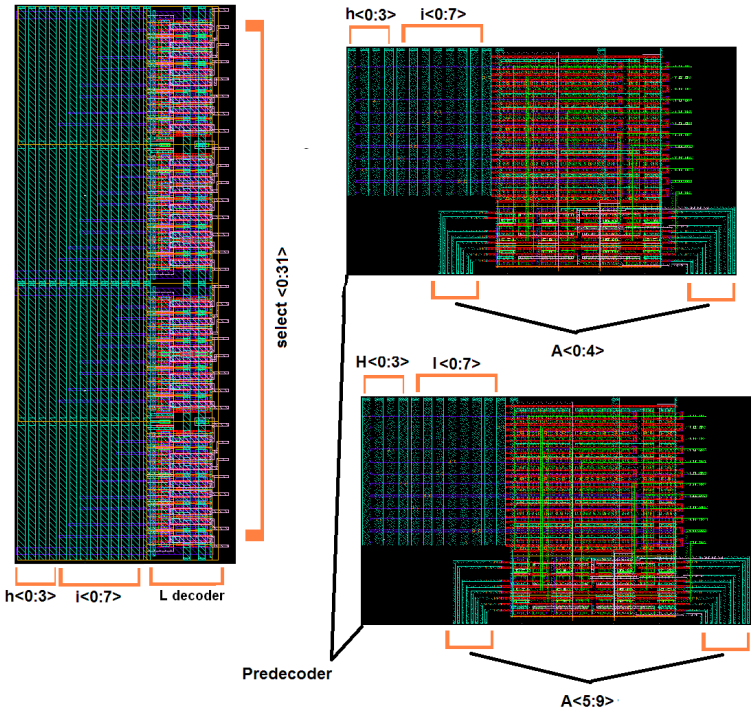 h<0:3> i<0:7>
select <0:31>
A<0:4>
H<0:3> I<0:7>
h<0:3> i<0:7> L decoder
Predecoder
A<5:9>